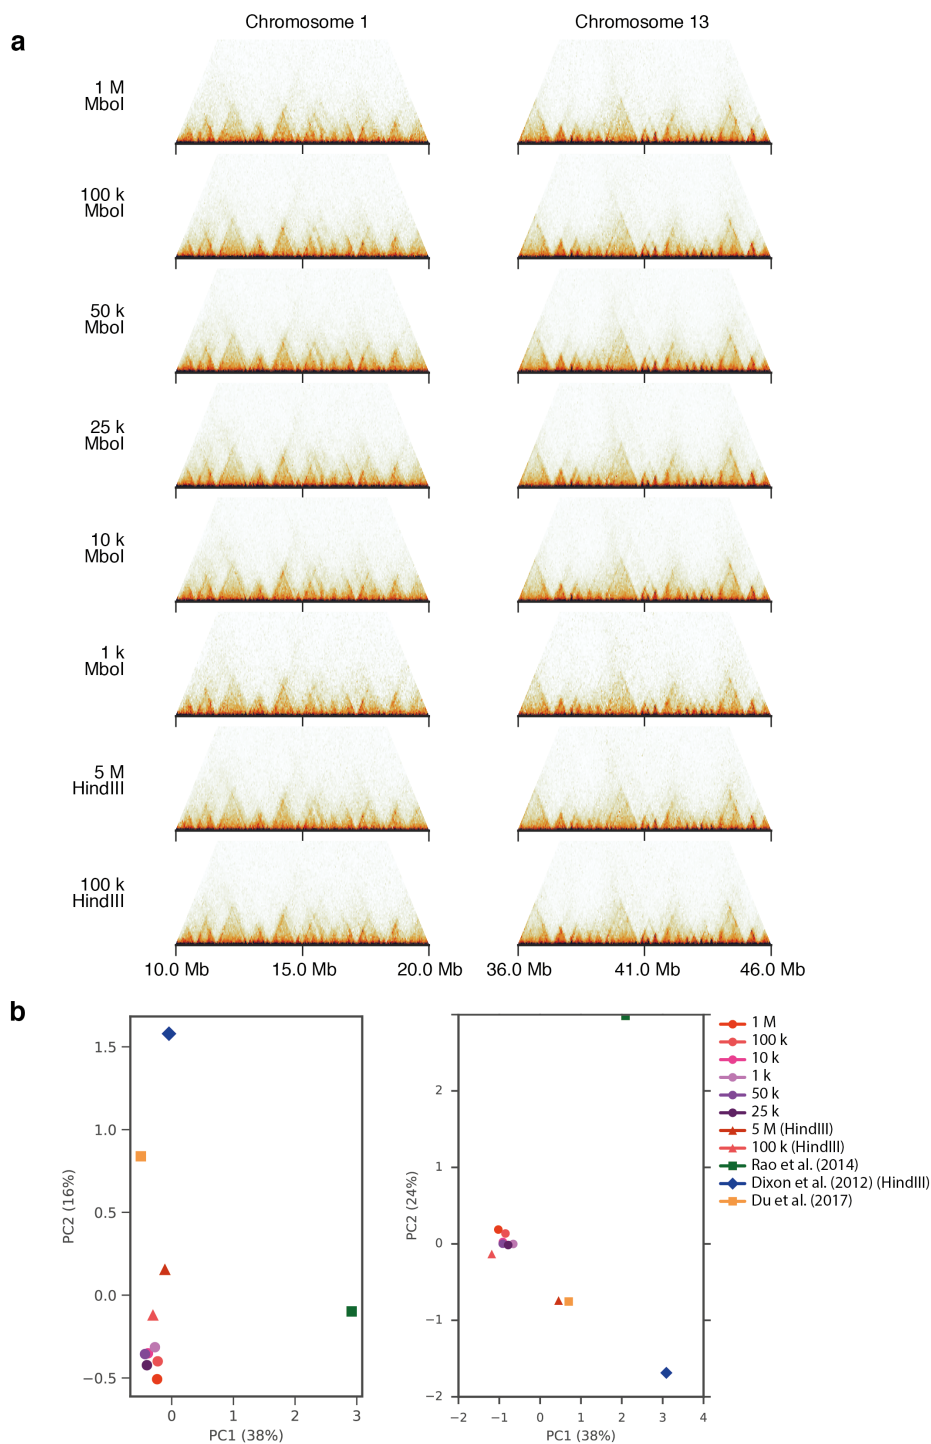 a
Chromosome 1
Chromosome 13
1 M
MboI
100 k
MboI
50 k
MboI
25 k
MboI
10 k
MboI
1 k
MboI
5 M
HindIII
100 k
HindIII
10.0 Mb 15.0 Mb 20.0 Mb
36.0 Mb 41.0 Mb 46.0 Mb
b
PC2 (16%)
1.5
1.0
0.5
0.0
−0.5
0 1 2 3
PC1 (38%)
PC2 (24%)
2
1
0
−1
−2
−2 −1 0 1 2 3 4
PC1 (38%)
1 M
100 k
10 k
1 k
50 k
25 k
5 M (HindIII)
100 k (HindIII)
Rao et al. (2014)
Dixon et al. (2012) (HindIII)
Du et al. (2017)